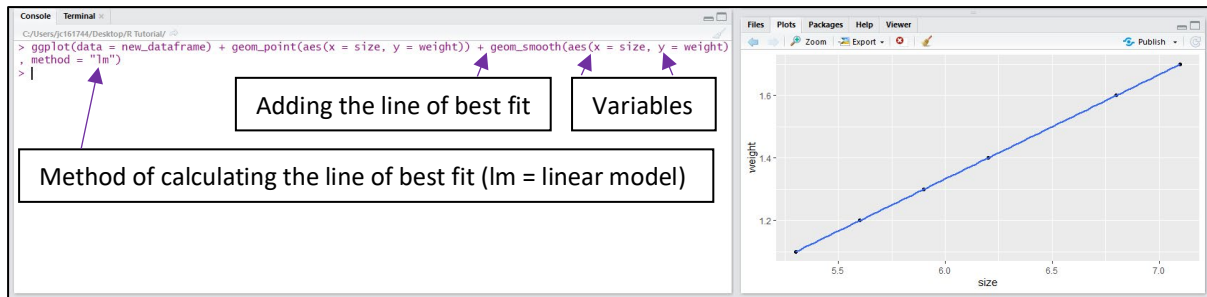 Console Terminal ×
C:/Users/jc161744/Desktop/R Tutorial/
> ggplot(data = new_dataframe) + geom_point(aes(x = size, y = weight)) + geom_smooth(aes(x = size, y = weight)
, method = "lm")
>
Adding the line of best fit
Variables
Method of calculating the line of best fit (lm = linear model)
Files Plots Packages Help Viewer
Zoom Export Publish
weight
1.6
1.4
1.2
5.5 6.0 6.5 7.0
size